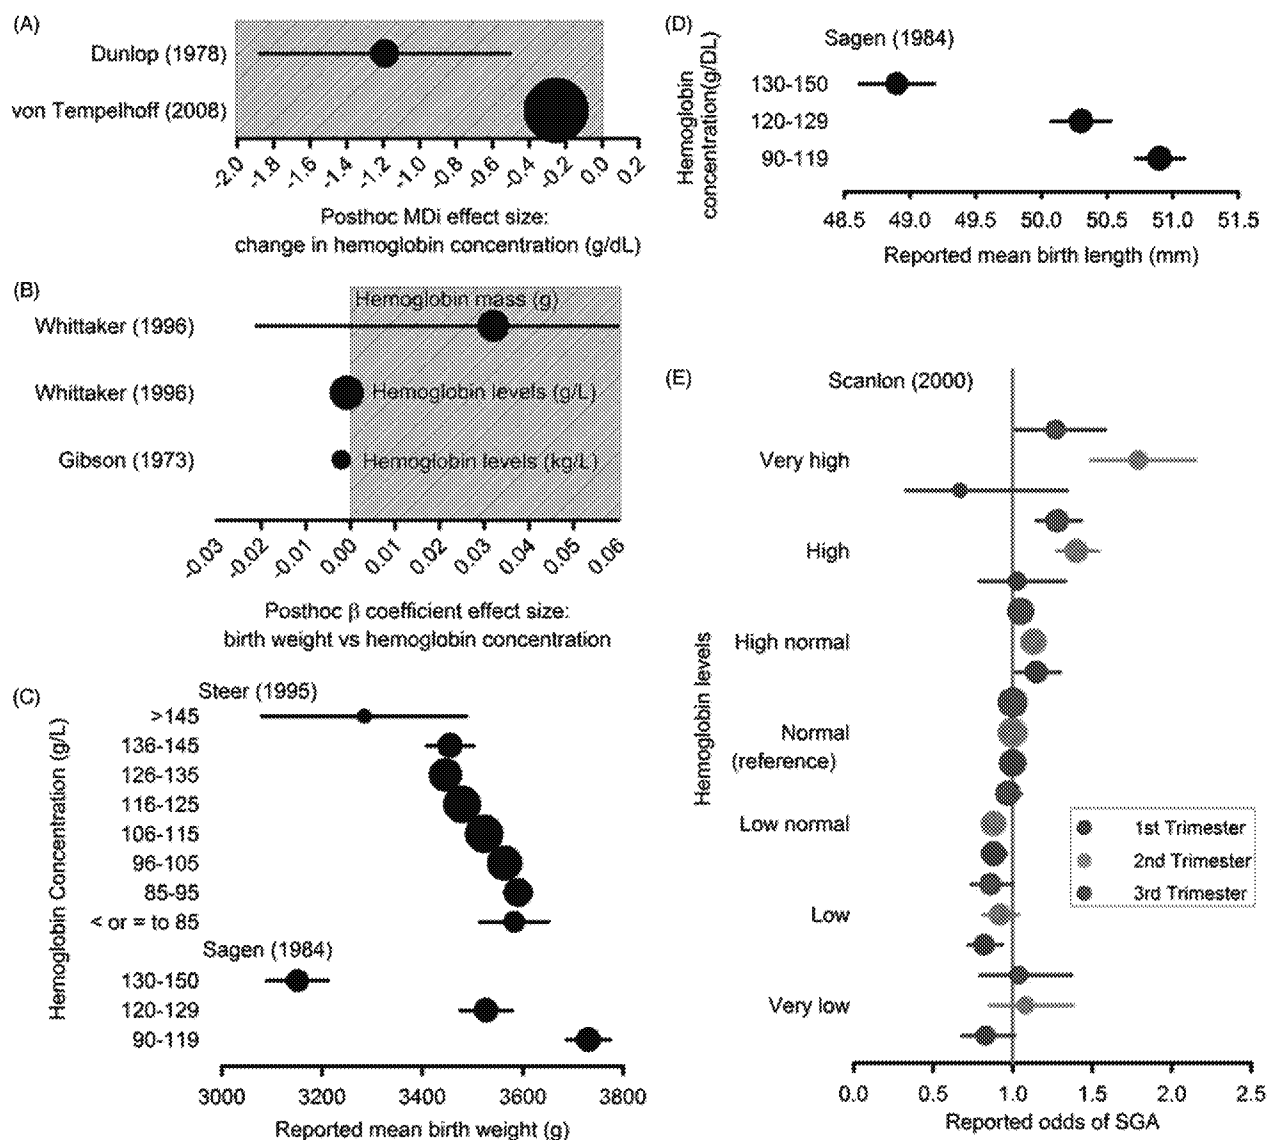 (A)
Dunlop (1978)
von Tempelhoff (2008)
-2.0 -1.8 -1.6 -1.4 -1.2 -1.0 -0.8 -0.6 -0.4 -0.2 0.0 0.2
Posthoc MDi effect size:
change in hemoglobin concentration (g/dL)
(B)
Hemoglobin mass (g)
Whittaker (1996)
Whittaker (1996)
Hemoglobin levels (g/L)
Gibson (1973)
Hemoglobin levels (kg/L)
-0.03 -0.02 -0.01 0.00 0.01 0.02 0.03 0.04 0.05 0.06
Posthoc β coefficient effect size:
birth weight vs hemoglobin concentration
(C)
Hemoglobin Concentration (g/L)
Steer (1995)
>145
136-145
126-135
116-125
106-115
96-105
85-95
< or = to 85
Sagen (1984)
130-150
120-129
90-119
3000 3200 3400 3600 3800
Reported mean birth weight (g)
(D)
Hemoglobin
concentration(g/DL)
Sagen (1984)
130-150
120-129
90-119
48.5 49.0 49.5 50.0 50.5 51.0 51.5
Reported mean birth length (mm)
(E)
Hemoglobin levels
Scanlon (2000)
Very high
High
High normal
Normal
(reference)
Low normal
Low
Very low
1st Trimester
2nd Trimester
3rd Trimester
0.0 0.5 1.0 1.5 2.0 2.5
Reported odds of SGA